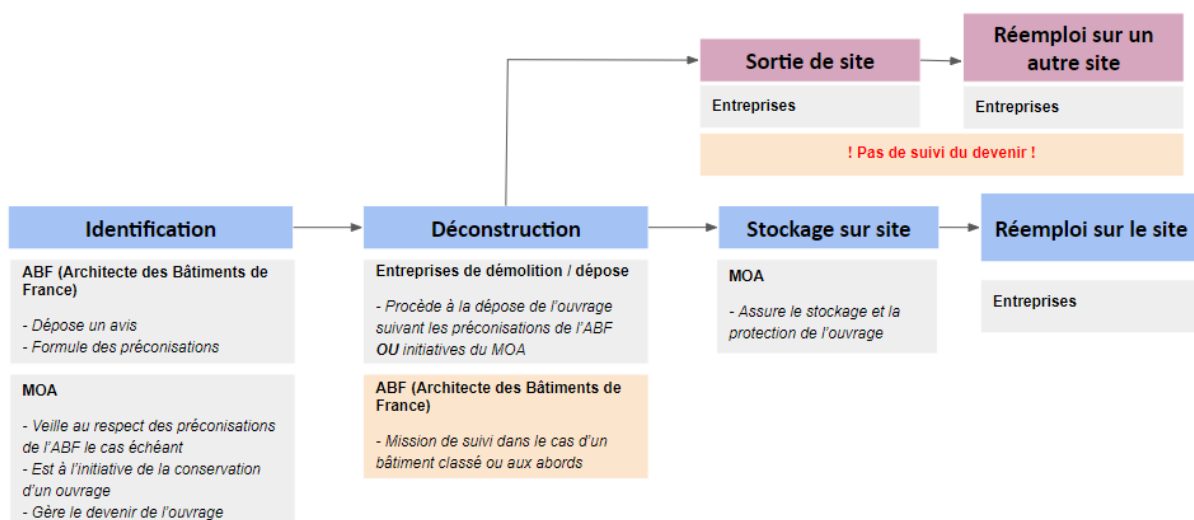 Sortie de site
Réemploi sur un
autre site
Entreprises
Entreprises
! Pas de suivi du devenir !
Identification
Déconstruction
Stockage sur site
Réemploi sur le site
ABF (Architecte des Bâtiments de
France)
- Dépose un avis
- Formule des préconisations
MOA
- Veille au respect des préconisations
de l'ABF le cas échéant
- Est à l'initiative de la conservation
d'un ouvrage
- Gère le devenir de l'ouvrage
Entreprises de démolition / dépose
- Procède à la dépose de l'ouvrage
suivant les préconisations de l'ABF
OU initiatives du MOA
ABF (Architecte des Bâtiments de
France)
- Mission de suivi dans le cas d'un
bâtiment classé ou aux abords
MOA
- Assure le stockage et la
protection de l'ouvrage
Entreprises